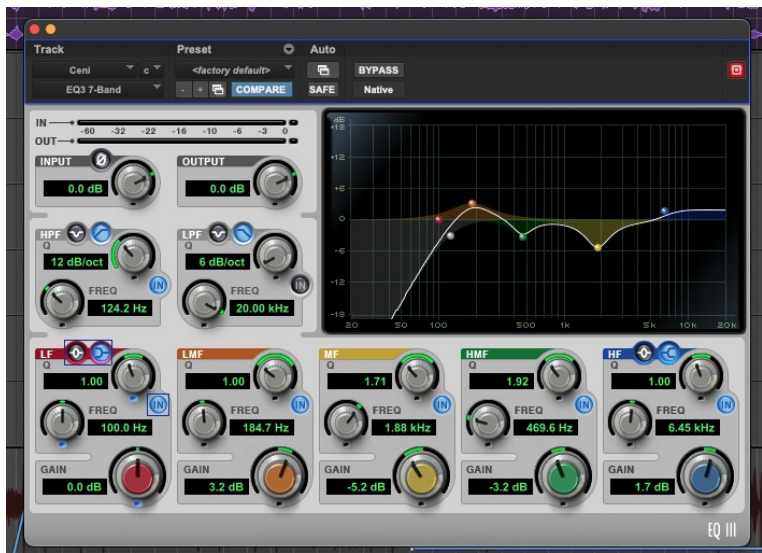 Track Preset Auto
Ceni c <factory default>
EQ3 7-Band - + COMPARE SAFE BYPASS Native
IN -60 -32 -22 -16 -10 -6 -3 0
OUT
INPUT Ø OUTPUT
0.0 dB 0.0 dB
HPF LPF
Q Q
12 dB/oct IN 6 dB/oct IN
FREQ FREQ
124.2 Hz 20.00 kHz
dB
+18
+12
+6
0
-6
-12
-18
20 50 100 500 1k 5k 10k 20k
LF LMF MF HMF HF
Q Q Q Q Q
1.00 1.00 1.71 1.92 1.00
IN IN IN IN IN
FREQ FREQ FREQ FREQ FREQ
100.0 Hz 184.7 Hz 1.88 kHz 469.6 Hz 6.45 kHz
GAIN GAIN GAIN GAIN GAIN
0.0 dB 3.2 dB -5.2 dB -3.2 dB 1.7 dB
EQ III